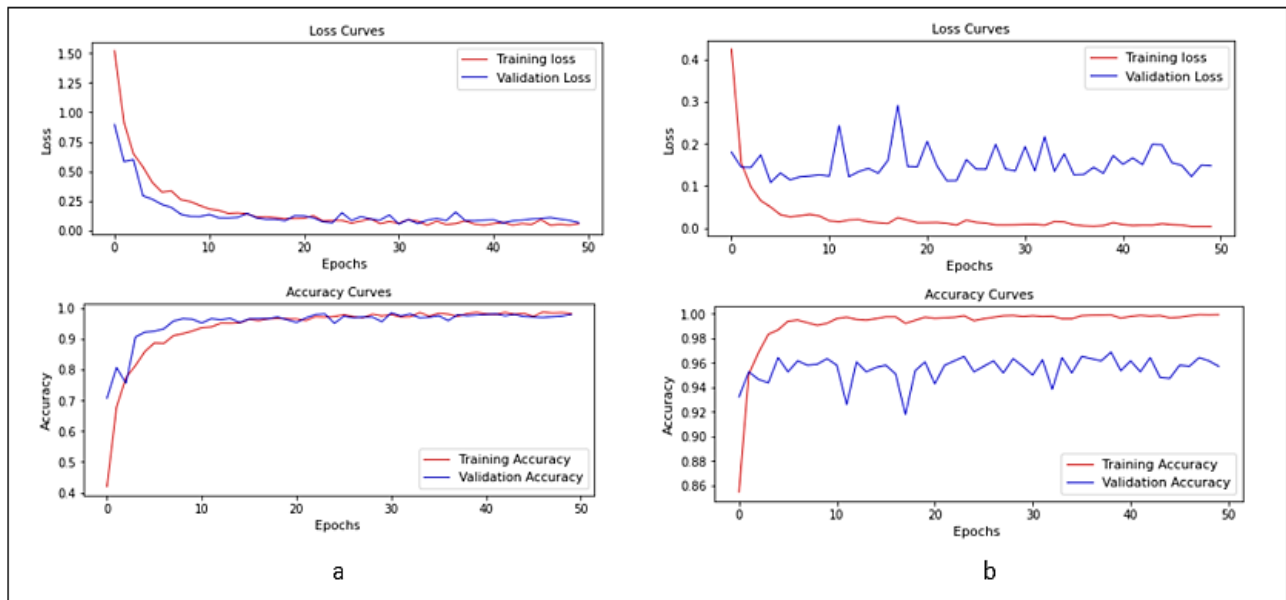 Loss Curves
1.50
1.25
1.00
0.75
0.50
0.25
0.00
Loss
Training loss
Validation Loss
0 10 20 30 40 50
Epochs
Accuracy Curves
1.0
0.9
0.8
0.7
0.6
0.5
0.4
Accuracy
Training Accuracy
Validation Accuracy
0 10 20 30 40 50
Epochs
a
Loss Curves
0.4
0.3
0.2
0.1
0.0
Loss
Training loss
Validation Loss
0 10 20 30 40 50
Epochs
Accuracy Curves
1.00
0.98
0.96
0.94
0.92
0.90
0.88
0.86
Accuracy
Training Accuracy
Validation Accuracy
0 10 20 30 40 50
Epochs
b